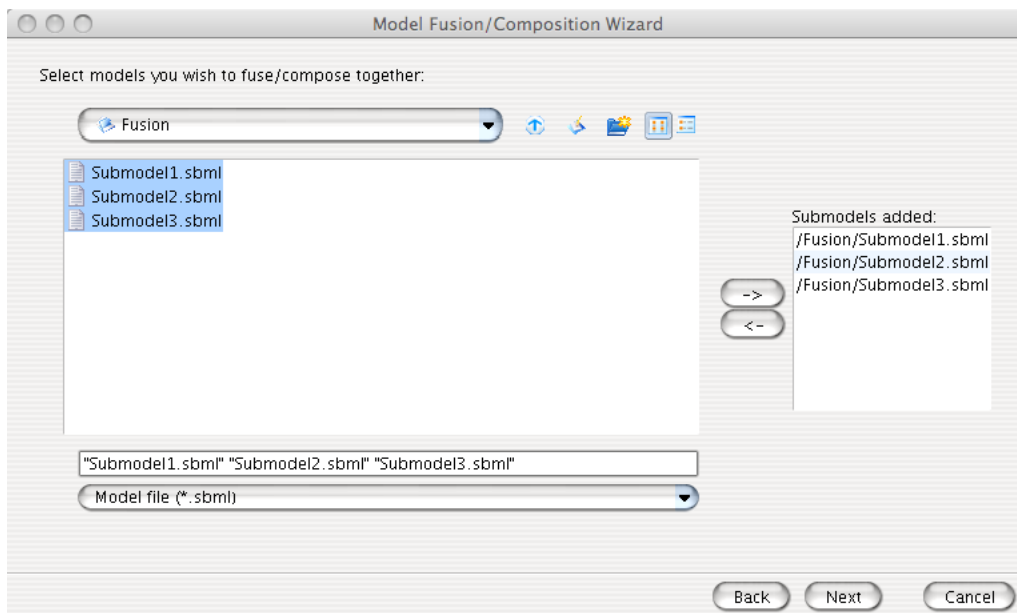 Model Fusion/Composition Wizard
Select models you wish to fuse/compose together:
Fusion
Submodel1.sbml
Submodel2.sbml
Submodel3.sbml
Submodels added:
/Fusion/Submodel1.sbml
/Fusion/Submodel2.sbml
/Fusion/Submodel3.sbml
->
<-
"Submodel1.sbml" "Submodel2.sbml" "Submodel3.sbml"
Model file (*.sbml)
Back Next Cancel